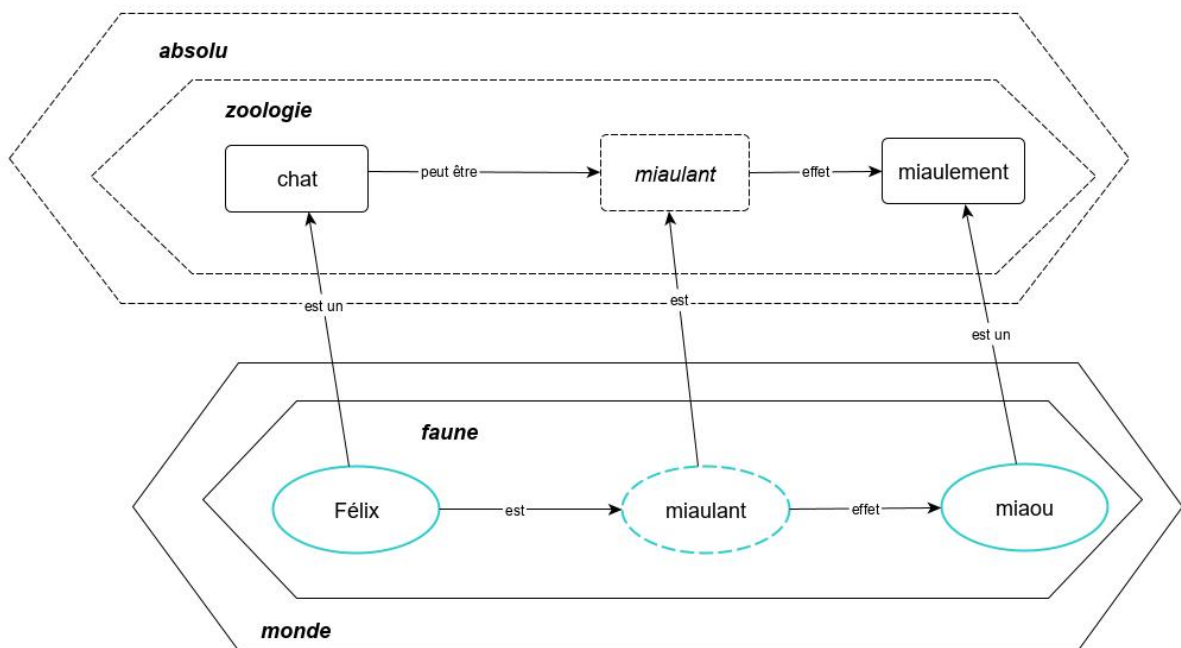 absolu
zoologie
chat
peut être
miaulant
effet
miaulement
est un
est
est un
faune
Félix
est
miaulant
effet
miaou
monde